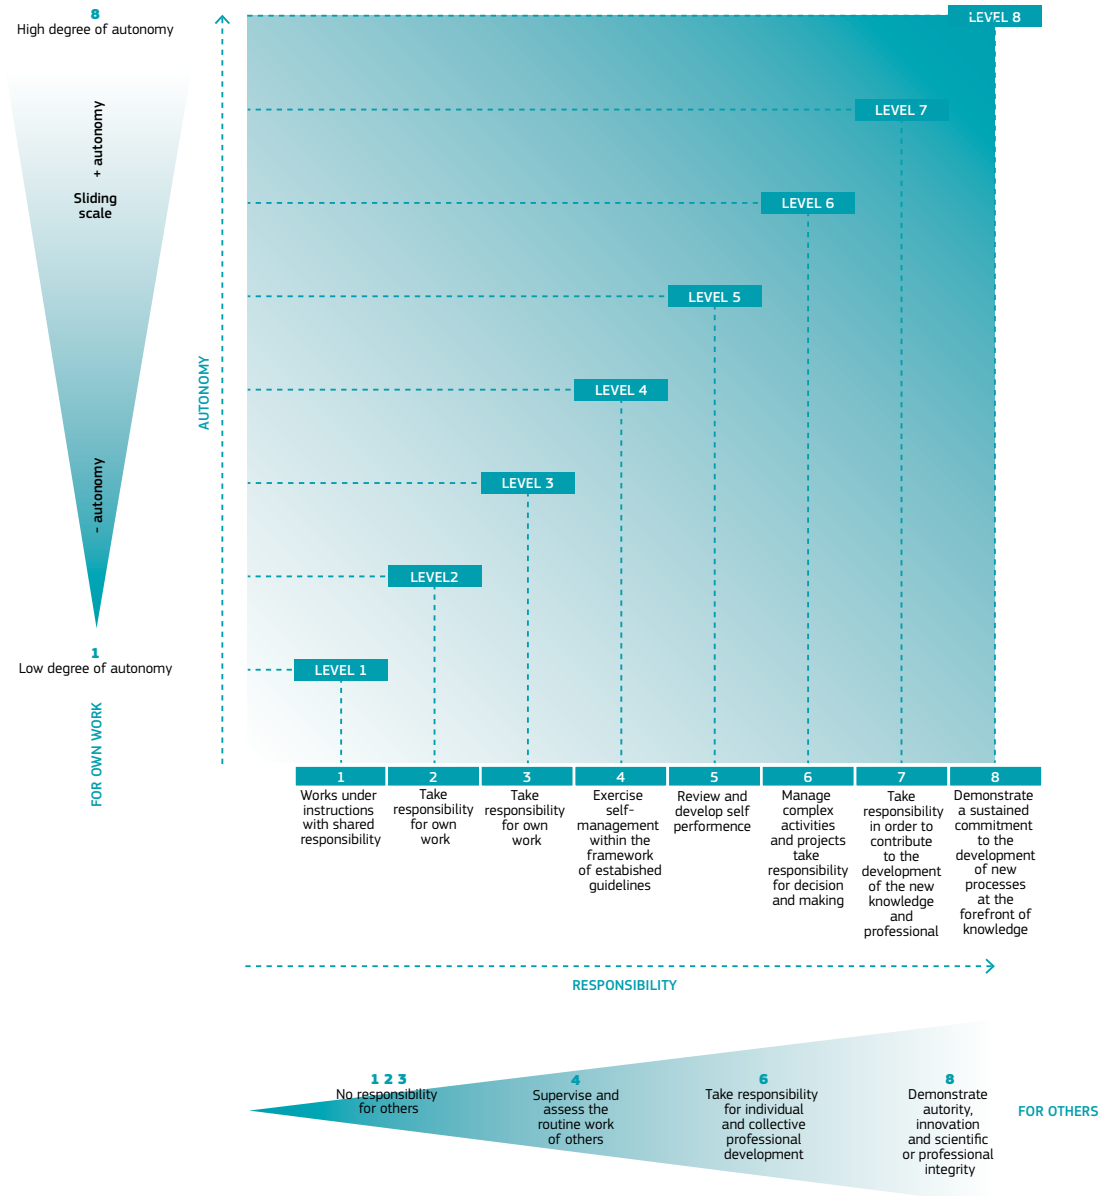 8
High degree of autonomy
+ autonomy
Sliding
scale
- autonomy
1
Low degree of autonomy
FOR OWN WORK
AUTONOMY
LEVEL 8
LEVEL 7
LEVEL 6
LEVEL 5
LEVEL 4
LEVEL 3
LEVEL2
LEVEL 1
1
Works under
instructions
with shared
responsibility
2
Take
responsibility
for own
work
3
Take
responsibility
for own
work
4
Exercise
self-
management
within the
framework
of estabished
guidelines
5
Review and
develop self
performence
6
Manage
complex
activities
and projects
take
responsibility
for decision
and making
7
Take
responsibility
in order to
contribute
to the
development
of the new
knowledge
and
professional
8
Demonstrate
a sustained
commitment
to the
development
of new
processes
at the
forefront of
knowledge
RESPONSIBILITY
1 2 3
No responsibility
for others
4
Supervise and
assess the
routine work
of others
6
Take responsibility
for individual
and collective
professional
development
8
Demonstrate
autority,
innovation
and scientific
or professional
integrity
FOR OTHERS